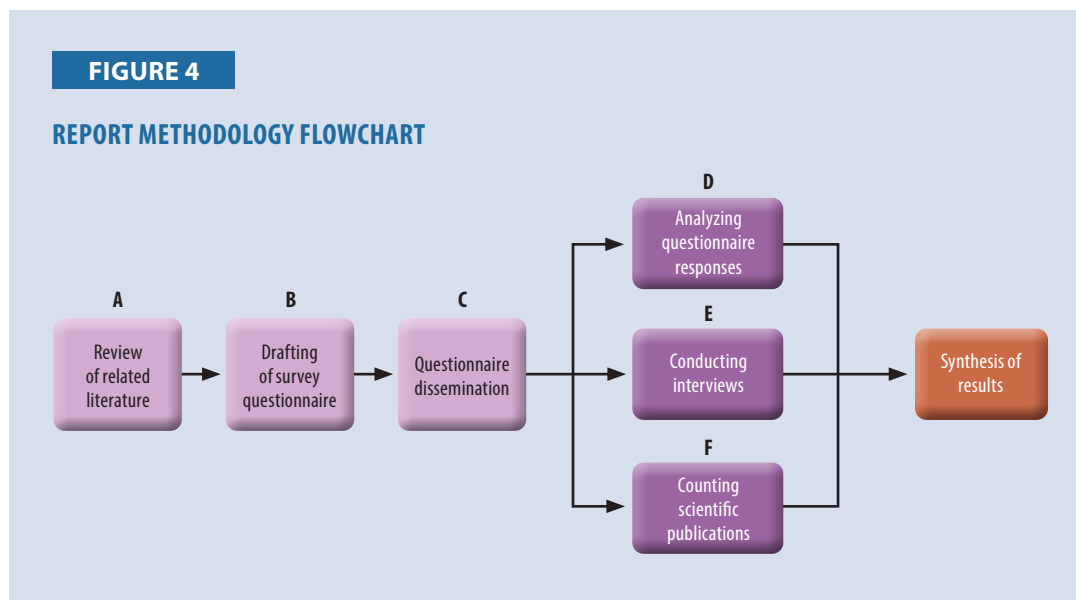 FIGURE 4
REPORT METHODOLOGY FLOWCHART
A
Review
of related
literature
B
Drafting
of survey
questionnaire
C
Questionnaire
dissemination
D
Analyzing
questionnaire
responses
E
Conducting
interviews
F
Counting
scientific
publications
Synthesis of
results